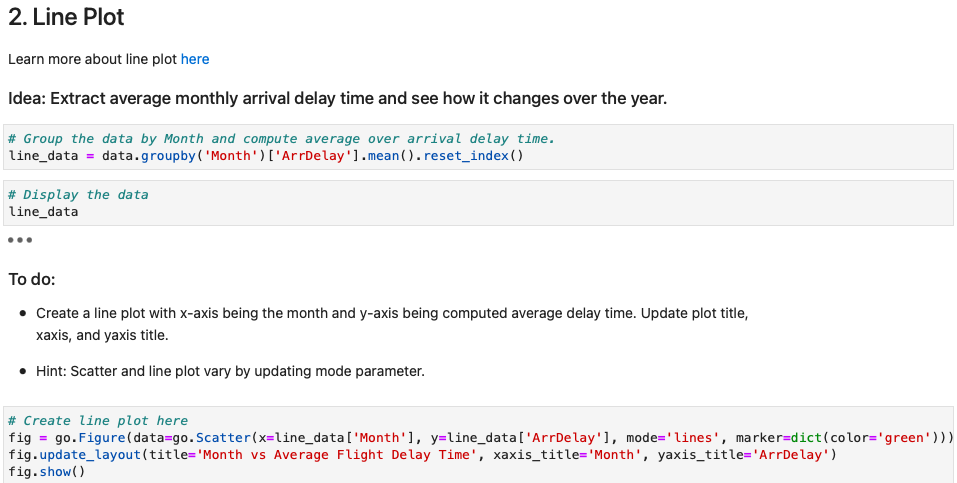 2. Line Plot
Learn more about line plot here
Idea: Extract average monthly arrival delay time and see how it changes over the year.
# Group the data by Month and compute average over arrival delay time.
line_data = data.groupby('Month')['ArrDelay'].mean().reset_index()
# Display the data
line_data
•••
To do:
• Create a line plot with x-axis being the month and y-axis being computed average delay time. Update plot title,
xaxis, and yaxis title.
• Hint: Scatter and line plot vary by updating mode parameter.
# Create line plot here
fig = go.Figure(data=go.Scatter(x=line_data['Month'], y=line_data['ArrDelay'], mode='lines', marker=dict(color='green')))
fig.update_layout(title='Month vs Average Flight Delay Time', xaxis_title='Month', yaxis_title='ArrDelay')
fig.show()